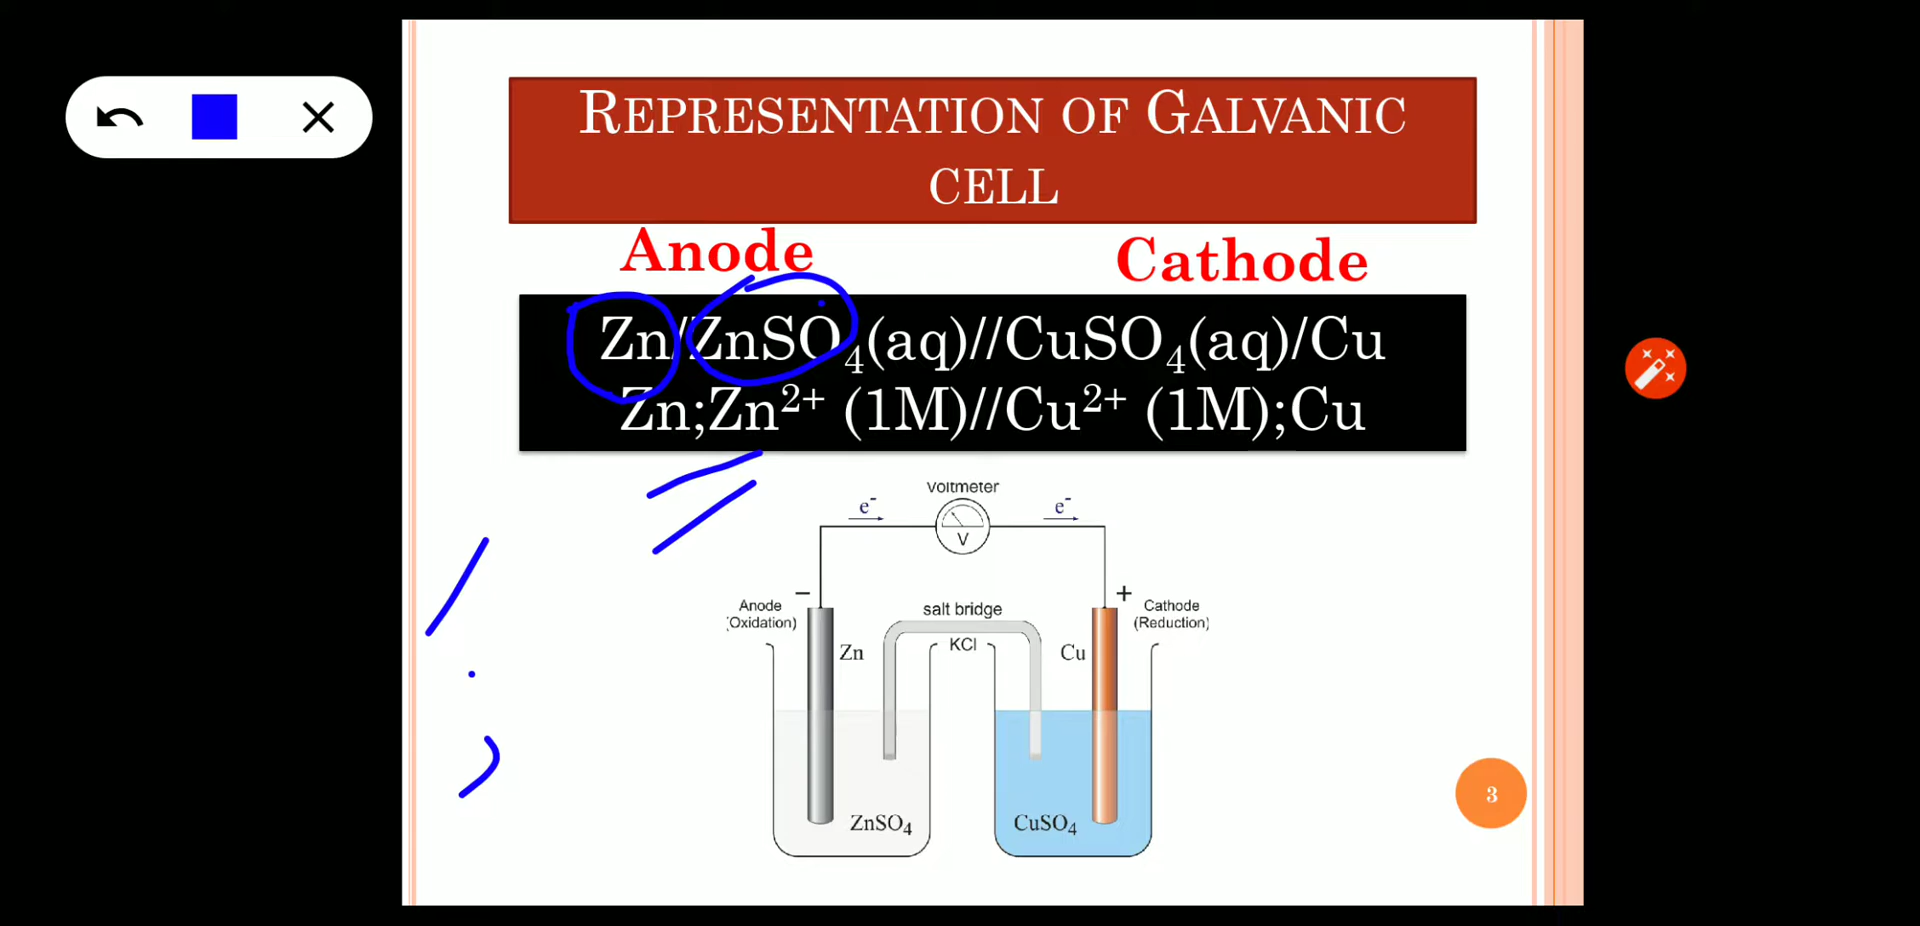 REPRESENTATION OF GALVANIC
CELL
Anode
Cathode
Zn/ZnSO₄(aq)//CuSO₄(aq)/Cu
Zn;Zn²⁺ (1M)//Cu²⁺ (1M);Cu
Voltmeter
e⁻
e⁻
V
−
+
Anode
(Oxidation)
salt bridge
Cathode
(Reduction)
Zn
KCl
Cu
ZnSO₄
CuSO₄
3